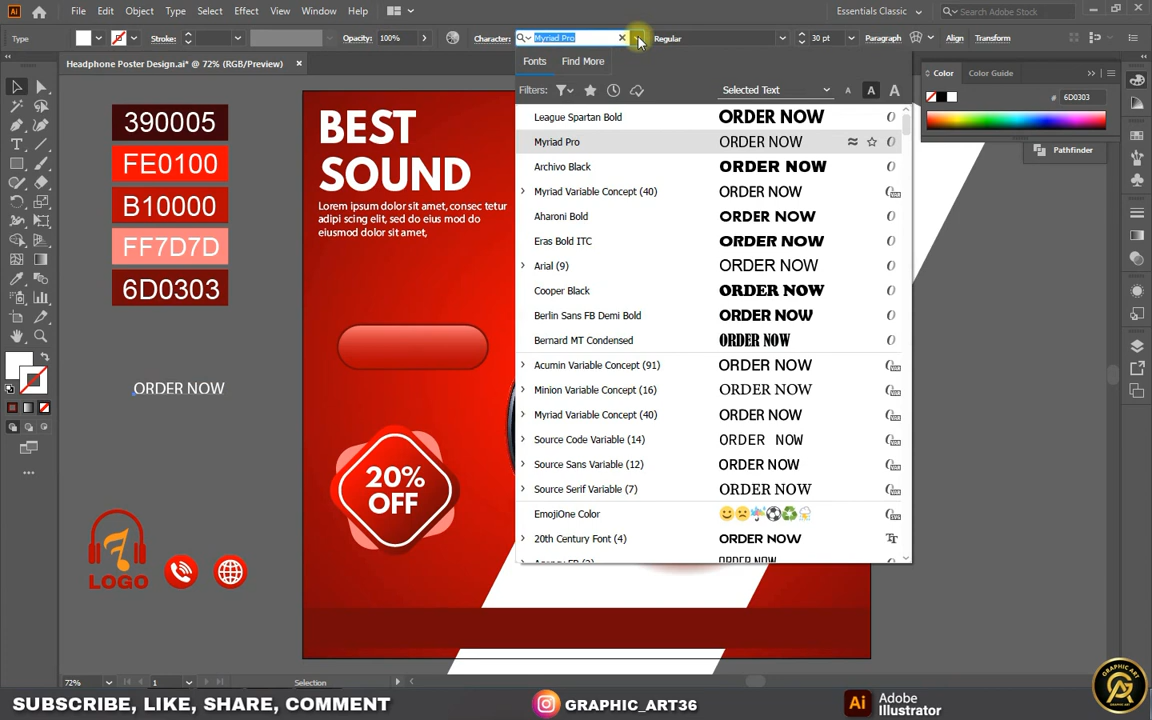 Ai File Edit Object Type Select Effect View Window Help Essentials Classic Adobe Stock
Type Stroke: Opacity: 100% Character: Myriad Pro Regular 30 pt Paragraph Align Transform
Headphone Poster Design.ai* @ 72% (RGB/Preview)
Fonts Find More
Filters: Selected Text A A A
League Spartan Bold ORDER NOW
Myriad Pro ORDER NOW
Archivo Black ORDER NOW
Myriad Variable Concept (40) ORDER NOW
Aharoni Bold ORDER NOW
Eras Bold ITC ORDER NOW
Arial (9) ORDER NOW
Cooper Black ORDER NOW
Berlin Sans FB Demi Bold ORDER NOW
Bernard MT Condensed ORDER NOW
Acumin Variable Concept (91) ORDER NOW
Minion Variable Concept (16) ORDER NOW
Myriad Variable Concept (40) ORDER NOW
Source Code Variable (14) ORDER NOW
Source Sans Variable (12) ORDER NOW
Source Serif Variable (7) ORDER NOW
EmojiOne Color
20th Century Font (4) ORDER NOW
Color Color Guide
# 6D0303
Pathfinder
390005
FE0100
B10000
FF7D7D
6D0303
BEST
SOUND
Lorem ipsum dolor sit amet, consec tetur
adipi scing elit, sed do eius mod do
eiusmod dolor sit amet,
ORDER NOW
20%
OFF
LOGO
72% 1 Selection
SUBSCRIBE, LIKE, SHARE, COMMENT
GRAPHIC_ART36
Ai Adobe
Illustrator
GRAPHIC ART